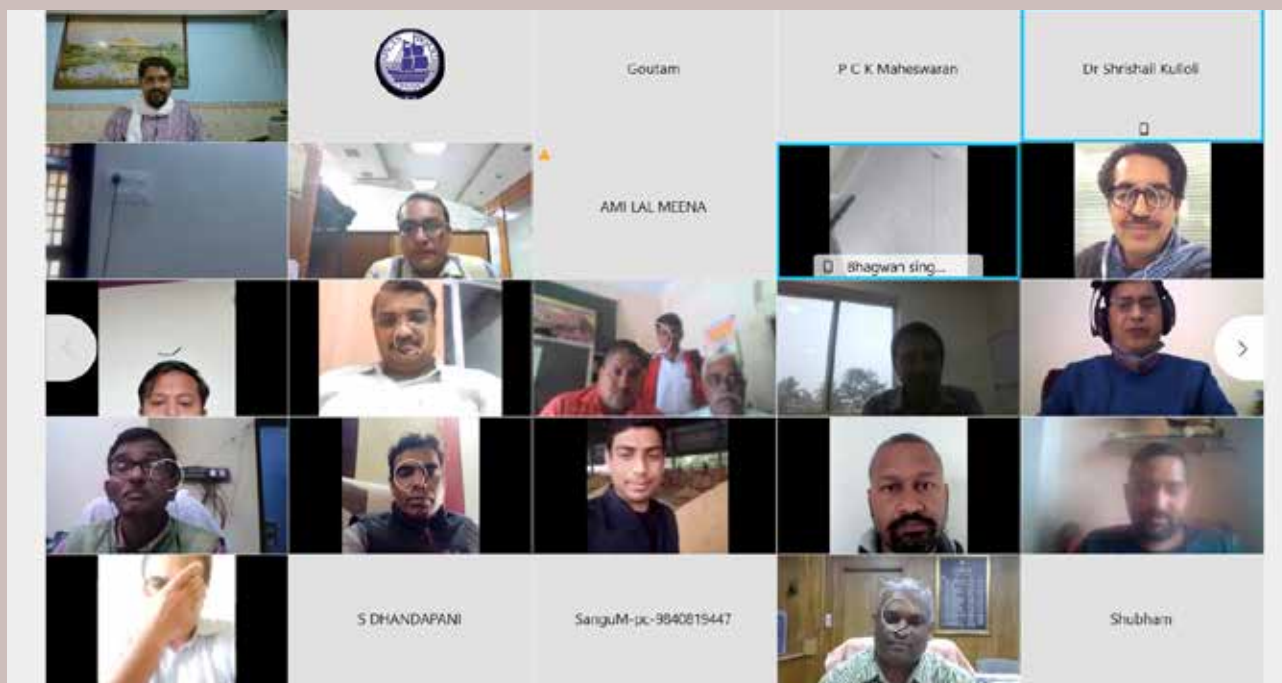 Goutam
P C K Maheswaran
Dr Shrishail Kulloli
AMI LAL MEENA
Bhagwan sing...
S DHANDAPANI
SanguM-pc-9840819447
Shubham